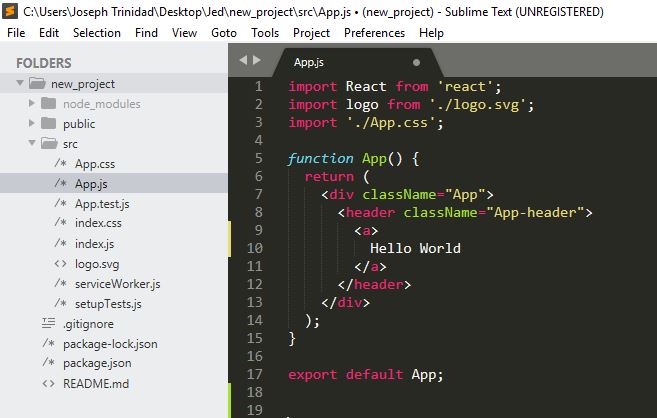 C:\Users\Joseph Trinidad\Desktop\Jed\new_project\src\App.js • (new_project) - Sublime Text (UNREGISTERED)
File Edit Selection Find View Goto Tools Project Preferences Help
FOLDERS
new_project
node_modules
public
src
/* App.css
/* App.js
/* App.test.js
/* index.css
/* index.js
<> logo.svg
/* serviceWorker.js
/* setupTests.js
.gitignore
/* package-lock.json
/* package.json
<> README.md
App.js
1 import React from 'react';
2 import logo from './logo.svg';
3 import './App.css';
4
5 function App() {
6   return (
7     <div className="App">
8       <header className="App-header">
9         <a>
10           Hello World
11         </a>
12       </header>
13     </div>
14   );
15 }
16
17 export default App;
18
19